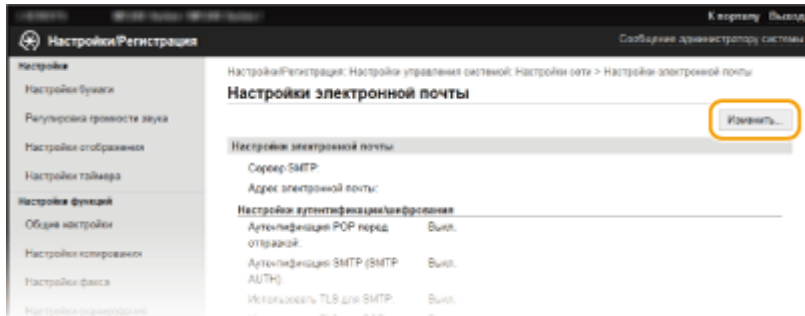 К порталу Выход
Настройки/Регистрация
Сообщение администратору системы
Настройки
Настройки бумаги
Регулировка громкости звука
Настройки отображения
Настройки таймера
Настройки функций
Общие настройки
Настройки копирования
Настройки факса
Настройки сканирования
Настройки/Регистрация: Настройки управления системой: Настройки сети > Настройки электронной почты
Настройки электронной почты
Изменить...
Настройки электронной почты
Сервер SMTP:
Адрес электронной почты:
Настройки аутентификации/шифрования
Аутентификация POP перед Выкл.
отправкой:
Аутентификация SMTP (SMTP Выкл.
AUTH):
Использовать TLS для SMTP: Выкл.